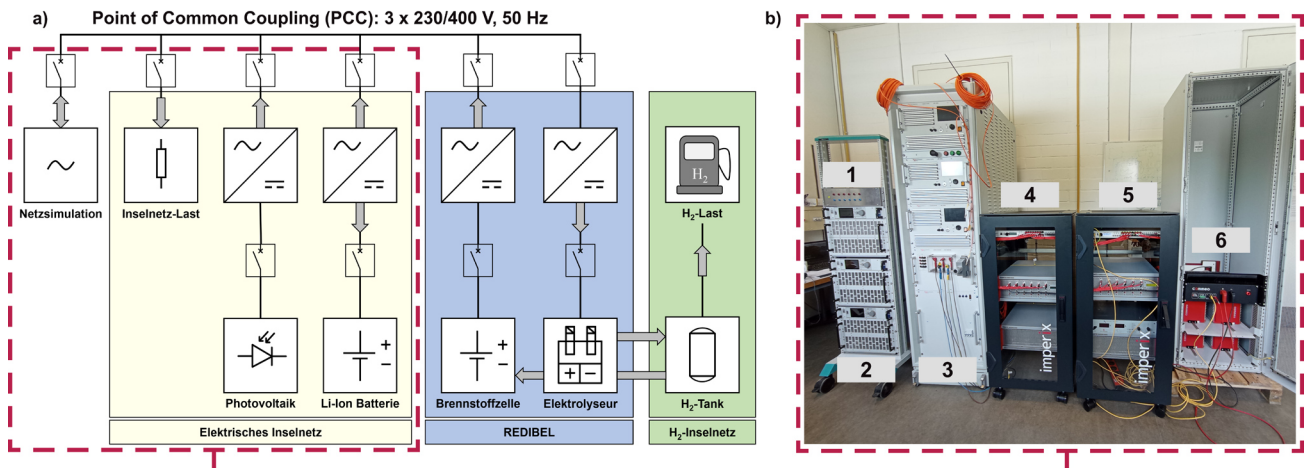 a)
Point of Common Coupling (PCC): 3 x 230/400 V, 50 Hz
Netzsimulation
Inselnetz-Last
H₂
H₂-Last
Photovoltaik
Li-Ion Batterie
Brennstoffzelle
Elektrolyseur
H₂-Tank
Elektrisches Inselnetz
REDIBEL
H₂-Inselnetz
b)
1
2
3
4
5
6
imperix
imperix